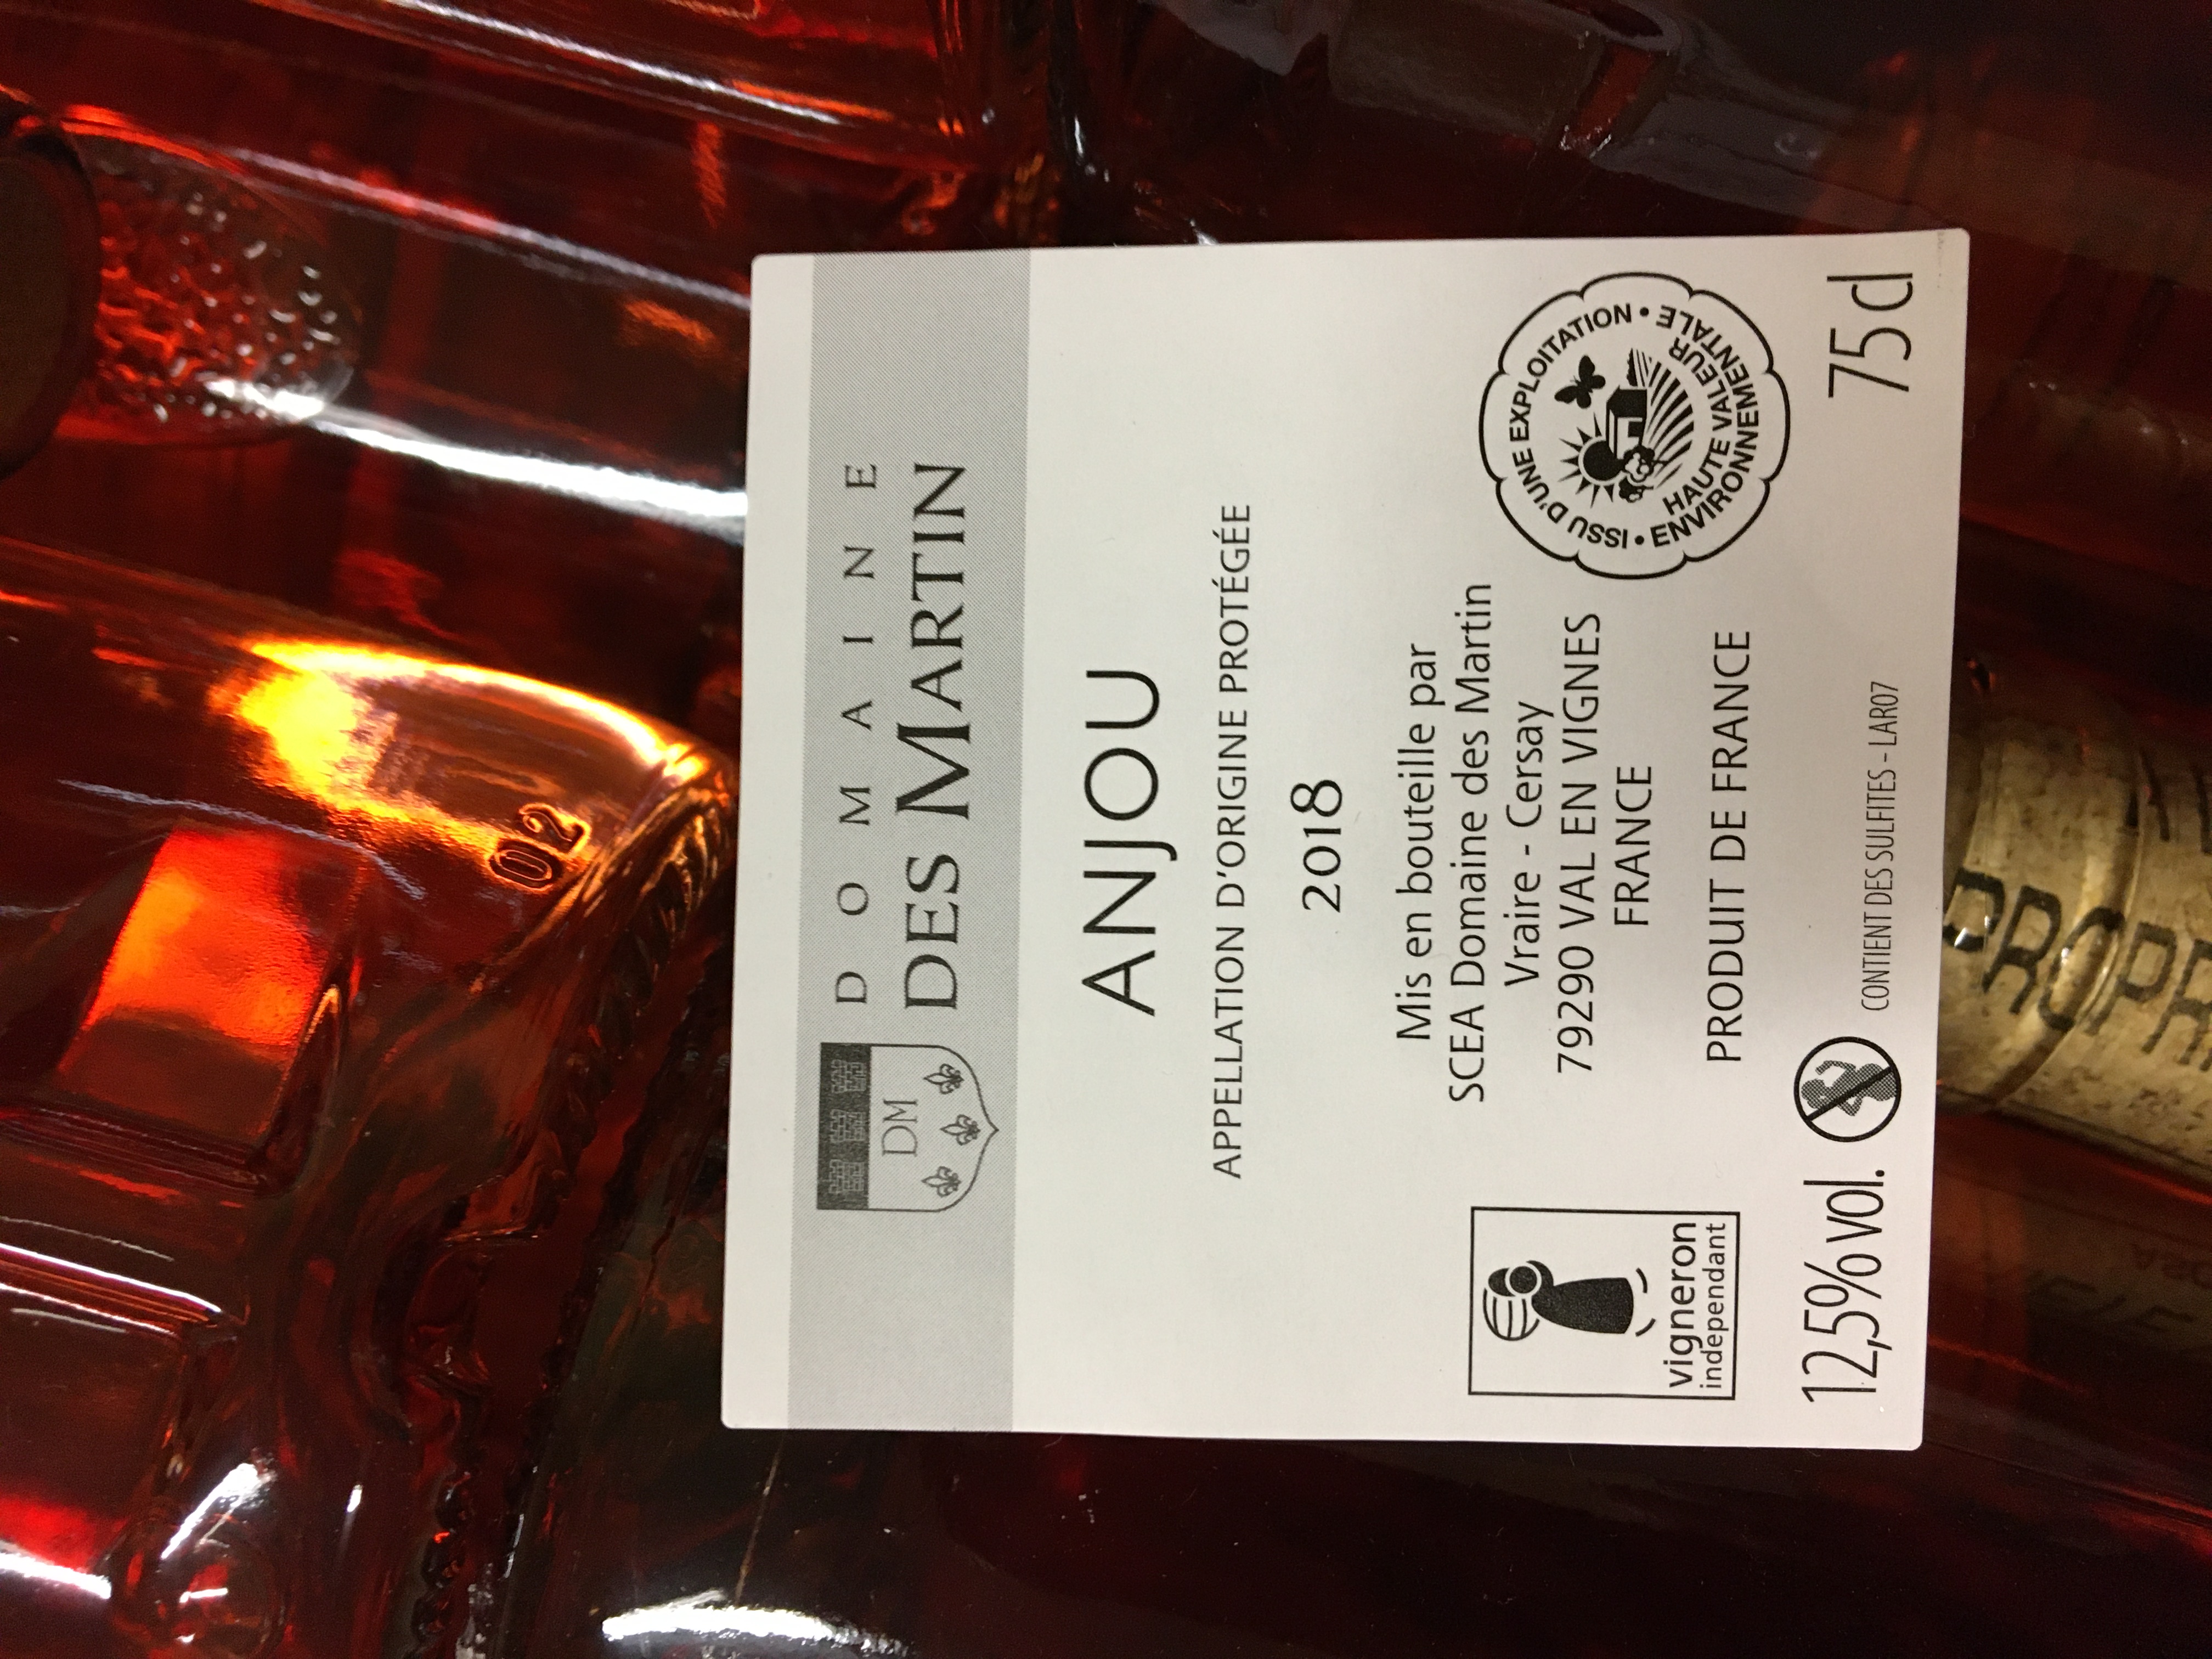 DOMAINE
DES MARTIN
DM
ANJOU
APPELLATION D'ORIGINE PROTÉGÉE
2018
Mis en bouteille par
SCEA Domaine des Martin
Vraire - Cersay
79290 VAL EN VIGNES
FRANCE
PRODUIT DE FRANCE
vigneron
indépendant
• ISSU D'UNE EXPLOITATION •
HAUTE VALEUR
ENVIRONNEMENTALE
12,5% vol.
CONTIENT DES SULFITES - LAR07
75 cl
02